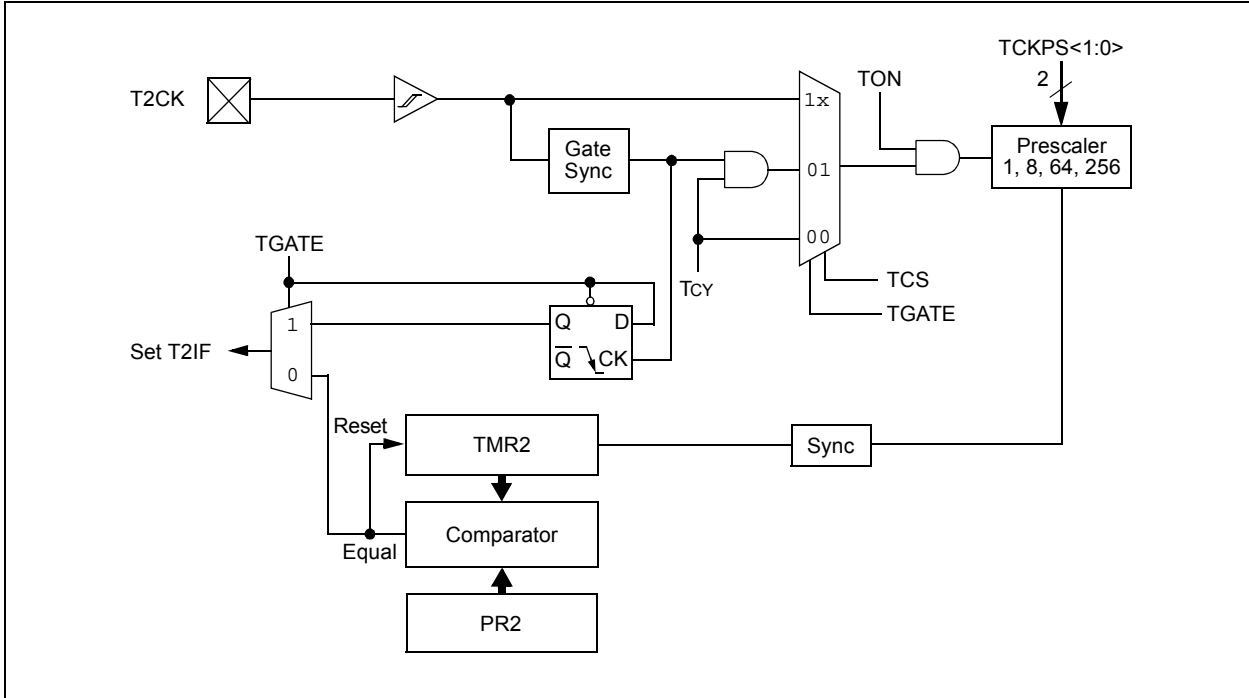 TCKPS<1:0>
2
TON
T2CK
1x
Prescaler
1, 8, 64, 256
Gate
Sync
01
00
TGATE
TCY
TCS
TGATE
1
Q
D
Set T2IF
Q
CK
0
Reset
TMR2
Sync
Comparator
Equal
PR2